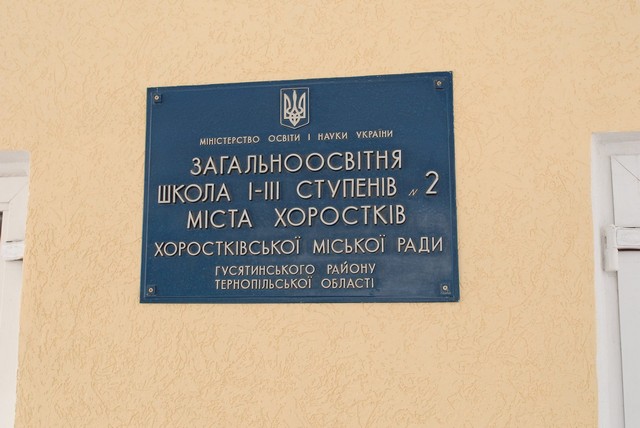 МІНІСТЕРСТВО ОСВІТИ І НАУКИ УКРАЇНИ
ЗАГАЛЬНООСВІТНЯ
ШКОЛА І-ІІІ СТУПЕНІВ № 2
МІСТА ХОРОСТКІВ
ХОРОСТКІВСЬКОЇ МІСЬКОЇ РАДИ
ГУСЯТИНСЬКОГО РАЙОНУ
ТЕРНОПІЛЬСЬКОЇ ОБЛАСТІ